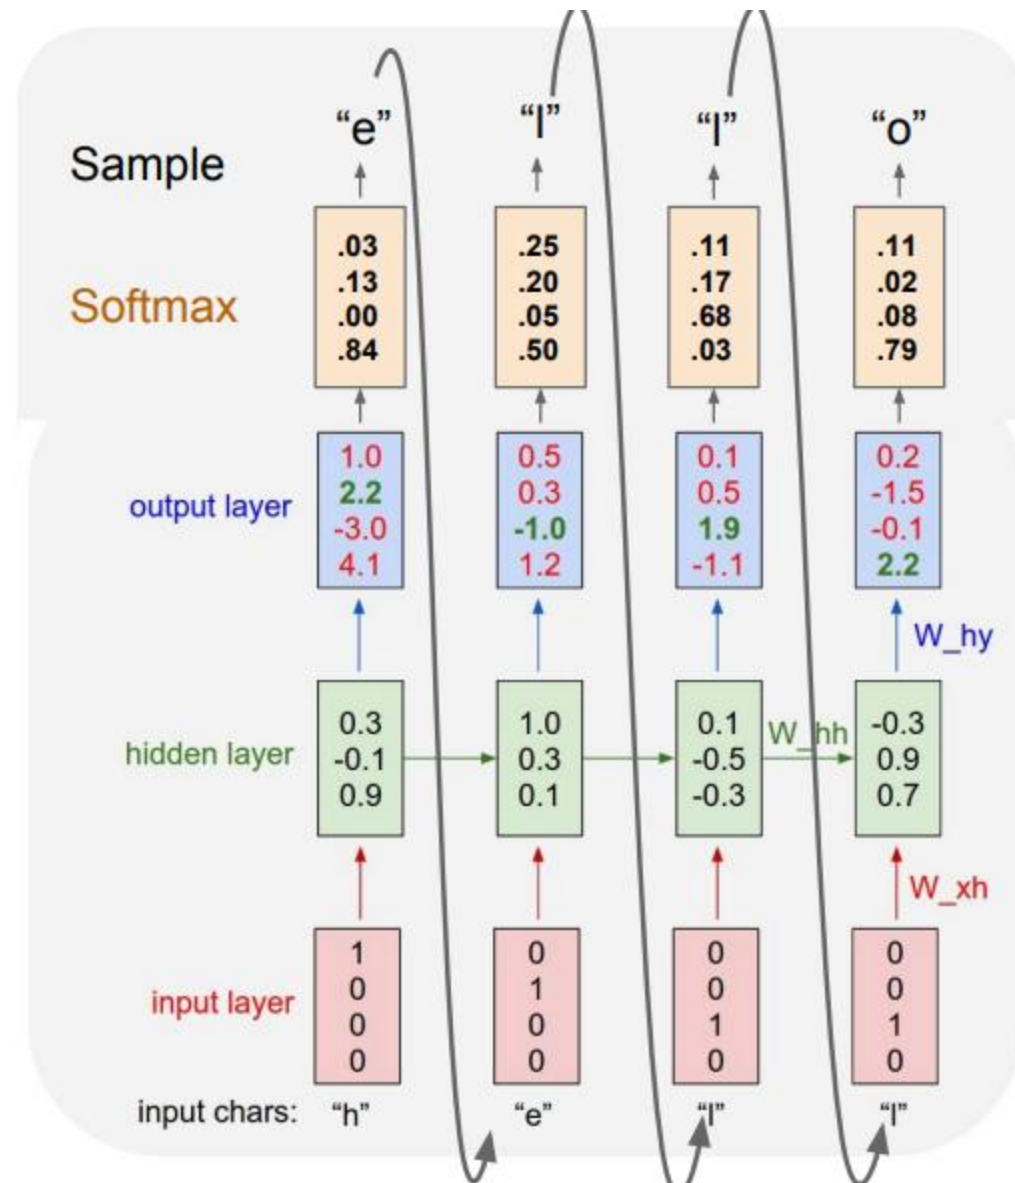 “e” “l” “l” “o”
Sample
.03 .25 .11 .11
.13 .20 .17 .02
Softmax
.00 .05 .68 .08
.84 .50 .03 .79
1.0 0.5 0.1 0.2
2.2 0.3 0.5 -1.5
output layer
-3.0 -1.0 1.9 -0.1
4.1 1.2 -1.1 2.2
W_hy
0.3 1.0 0.1 -0.3
W_hh
hidden layer
-0.1 0.3 -0.5 0.9
0.9 0.1 -0.3 0.7
W_xh
1 0 0 0
0 1 0 0
input layer
0 0 1 1
0 0 0 0
input chars: “h” “e” “l” “l”